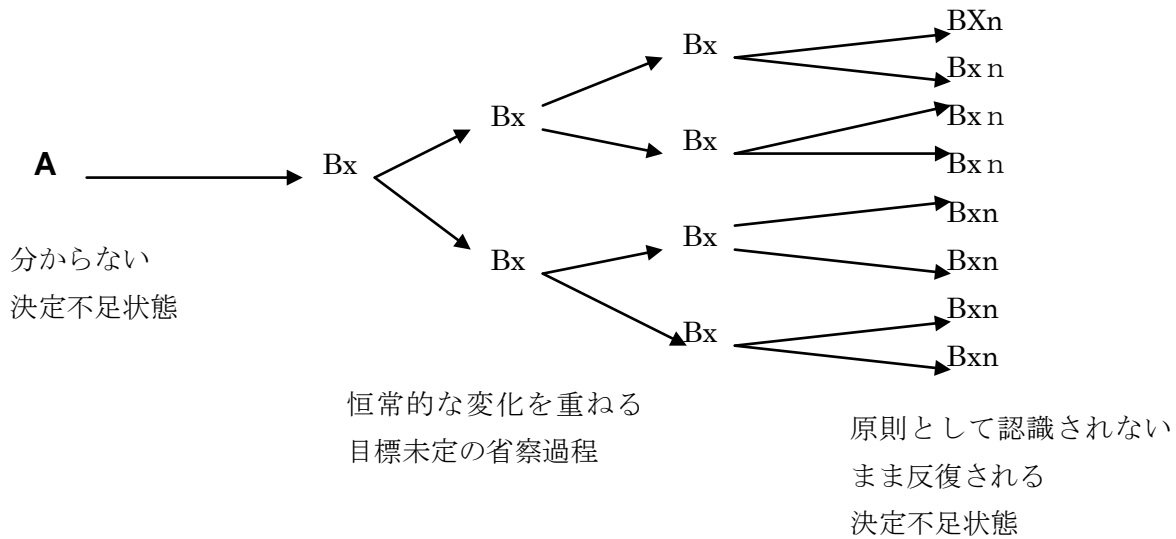 BXn
Bx
Bxｎ
Bx
Bxｎ
Bx
Bxｎ
A
Bx
Bxn
Bx
Bx
Bxn
Bxn
Bx
Bxn
分からない
決定不足状態
恒常的な変化を重ねる
目標未定の省察過程
原則として認識されない
まま反復される
決定不足状態